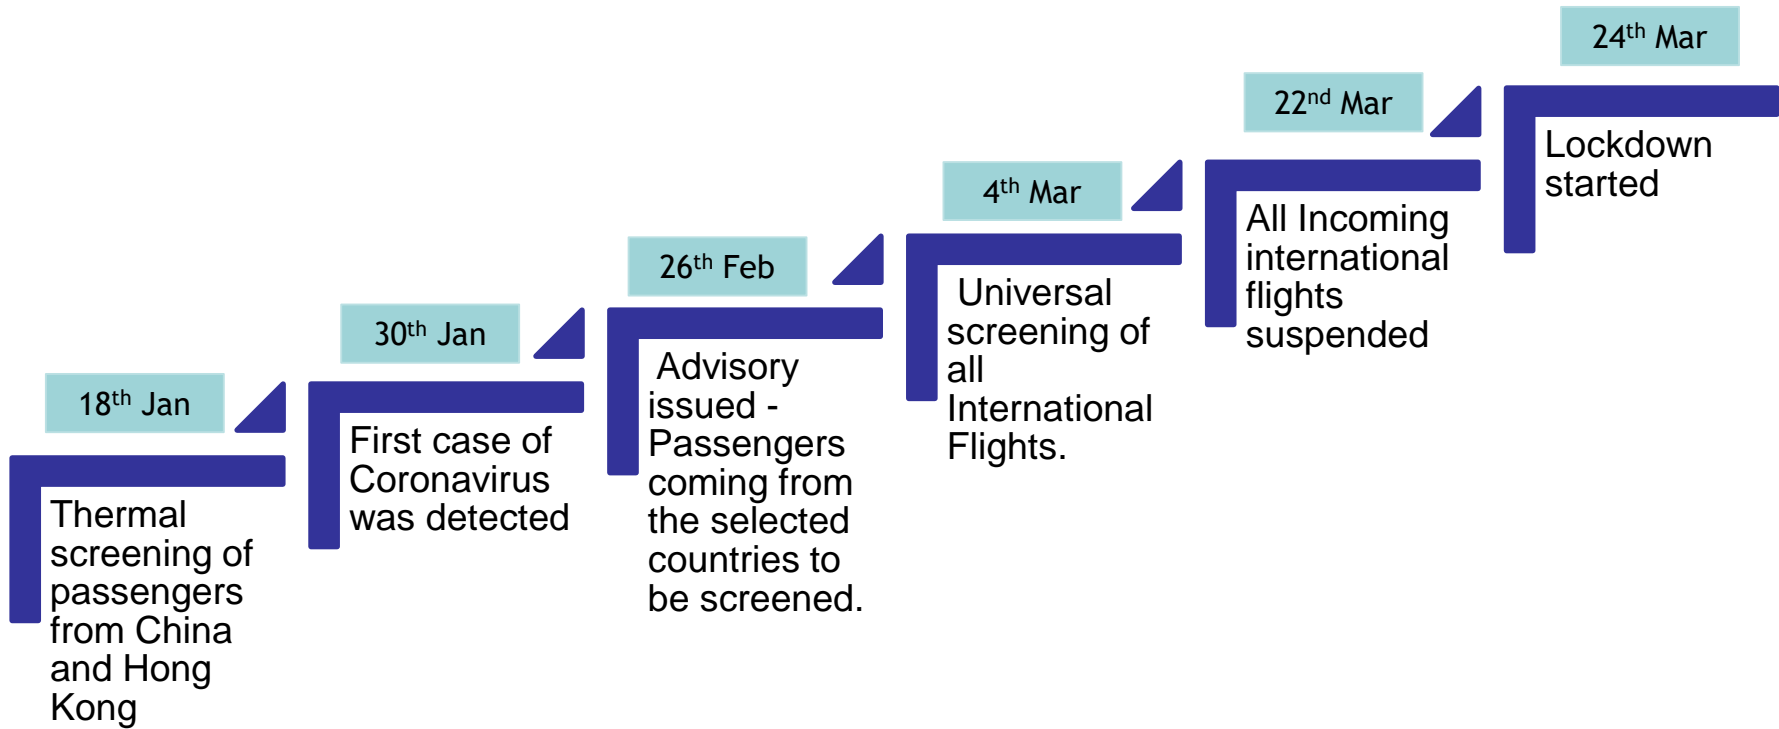 18th Jan
Thermal
screening of
passengers
from China
and Hong
Kong
30th Jan
First case of
Coronavirus
was detected
26th Feb
Advisory
issued -
Passengers
coming from
the selected
countries to
be screened.
4th Mar
Universal
screening of
all
International
Flights.
22nd Mar
All Incoming
international
flights
suspended
24th Mar
Lockdown
started